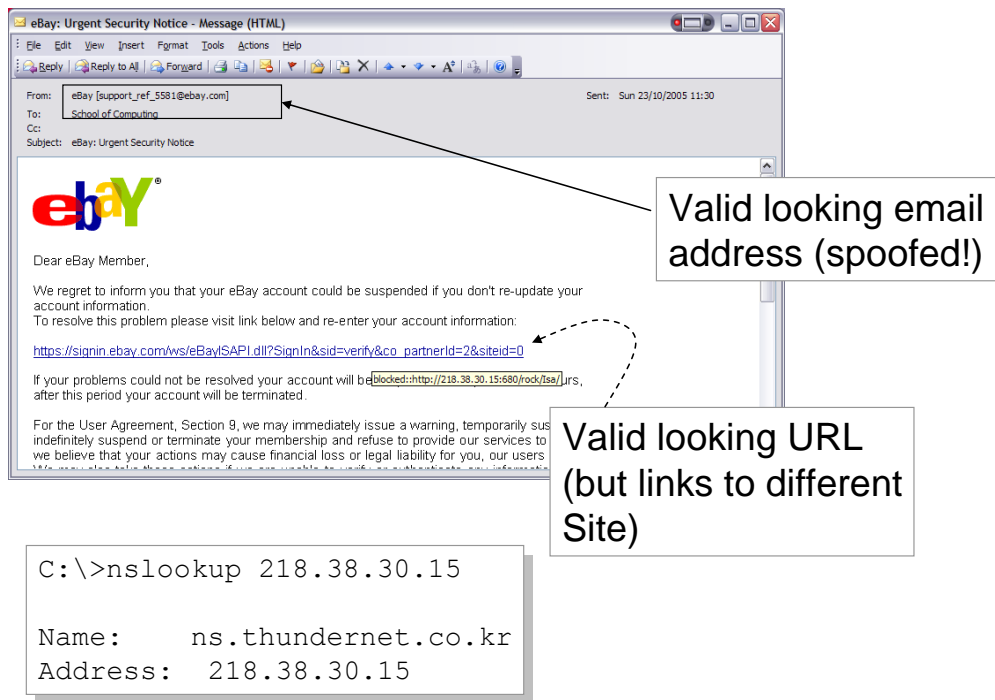 eBay: Urgent Security Notice - Message (HTML)
File Edit View Insert Format Tools Actions Help
Reply Reply to All Forward
From: eBay [support_ref_5581@ebay.com] Sent: Sun 23/10/2005 11:30
To: School of Computing
Cc:
Subject: eBay: Urgent Security Notice
ebaY®
Valid looking email
address (spoofed!)
Dear eBay Member,
We regret to inform you that your eBay account could be suspended if you don't re-update your
account information.
To resolve this problem please visit link below and re-enter your account information:
https://signin.ebay.com/ws/eBayISAPI.dll?SignIn&sid=verify&co_partnerId=2&siteid=0
If your problems could not be resolved your account will be
blocked::http://218.38.30.15:680/rock/Isa/
after this period your account will be terminated.
For the User Agreement, Section 9, we may immediately issue a warning, temporarily
indefinitely suspend or terminate your membership and refuse to provide our services to
we believe that your actions may cause financial loss or legal liability for you, our users
Valid looking URL
(but links to different
Site)
C:\>nslookup 218.38.30.15
Name: ns.thundernet.co.kr
Address: 218.38.30.15